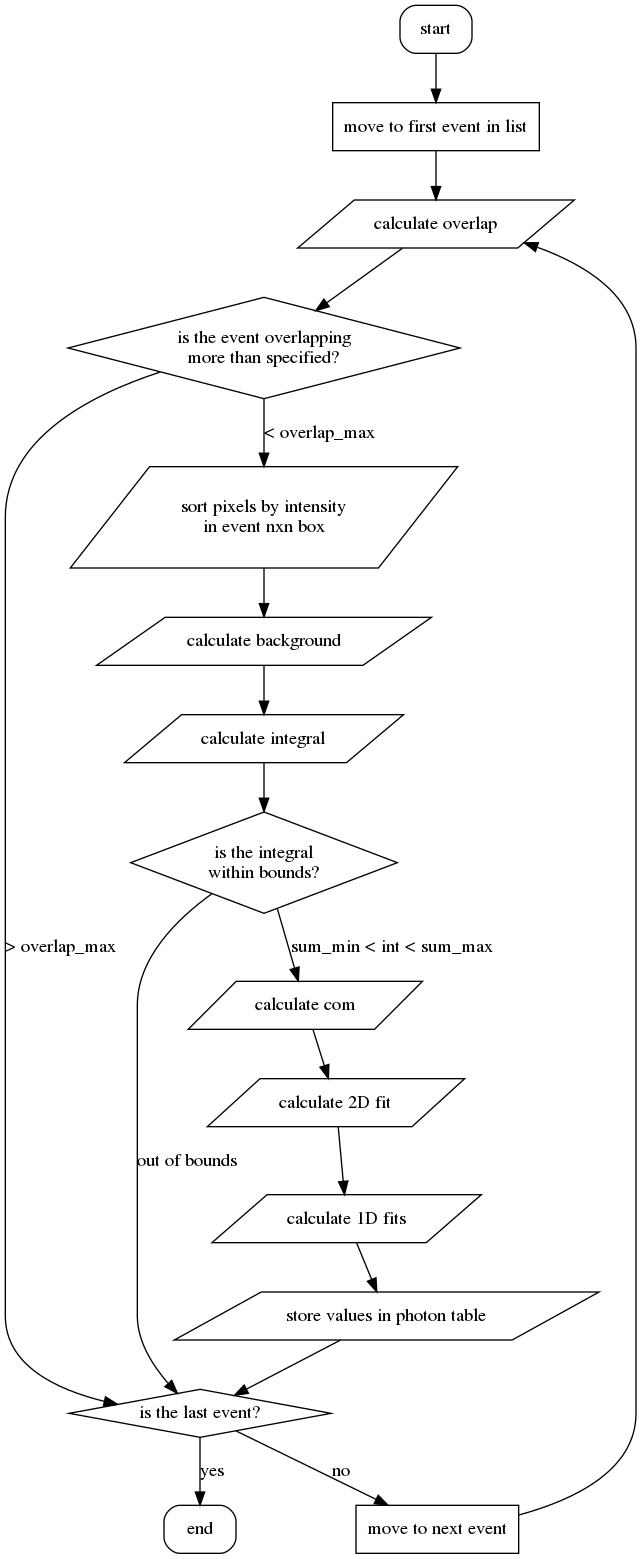 start
move to first event in list
calculate overlap
is the event overlapping
more than specified?
< overlap_max
sort pixels by intensity
in event nxn box
calculate background
calculate integral
is the integral
within bounds?
> overlap_max
sum_min < int < sum_max
calculate com
calculate 2D fit
out of bounds
calculate 1D fits
store values in photon table
is the last event?
yes
no
end
move to next event